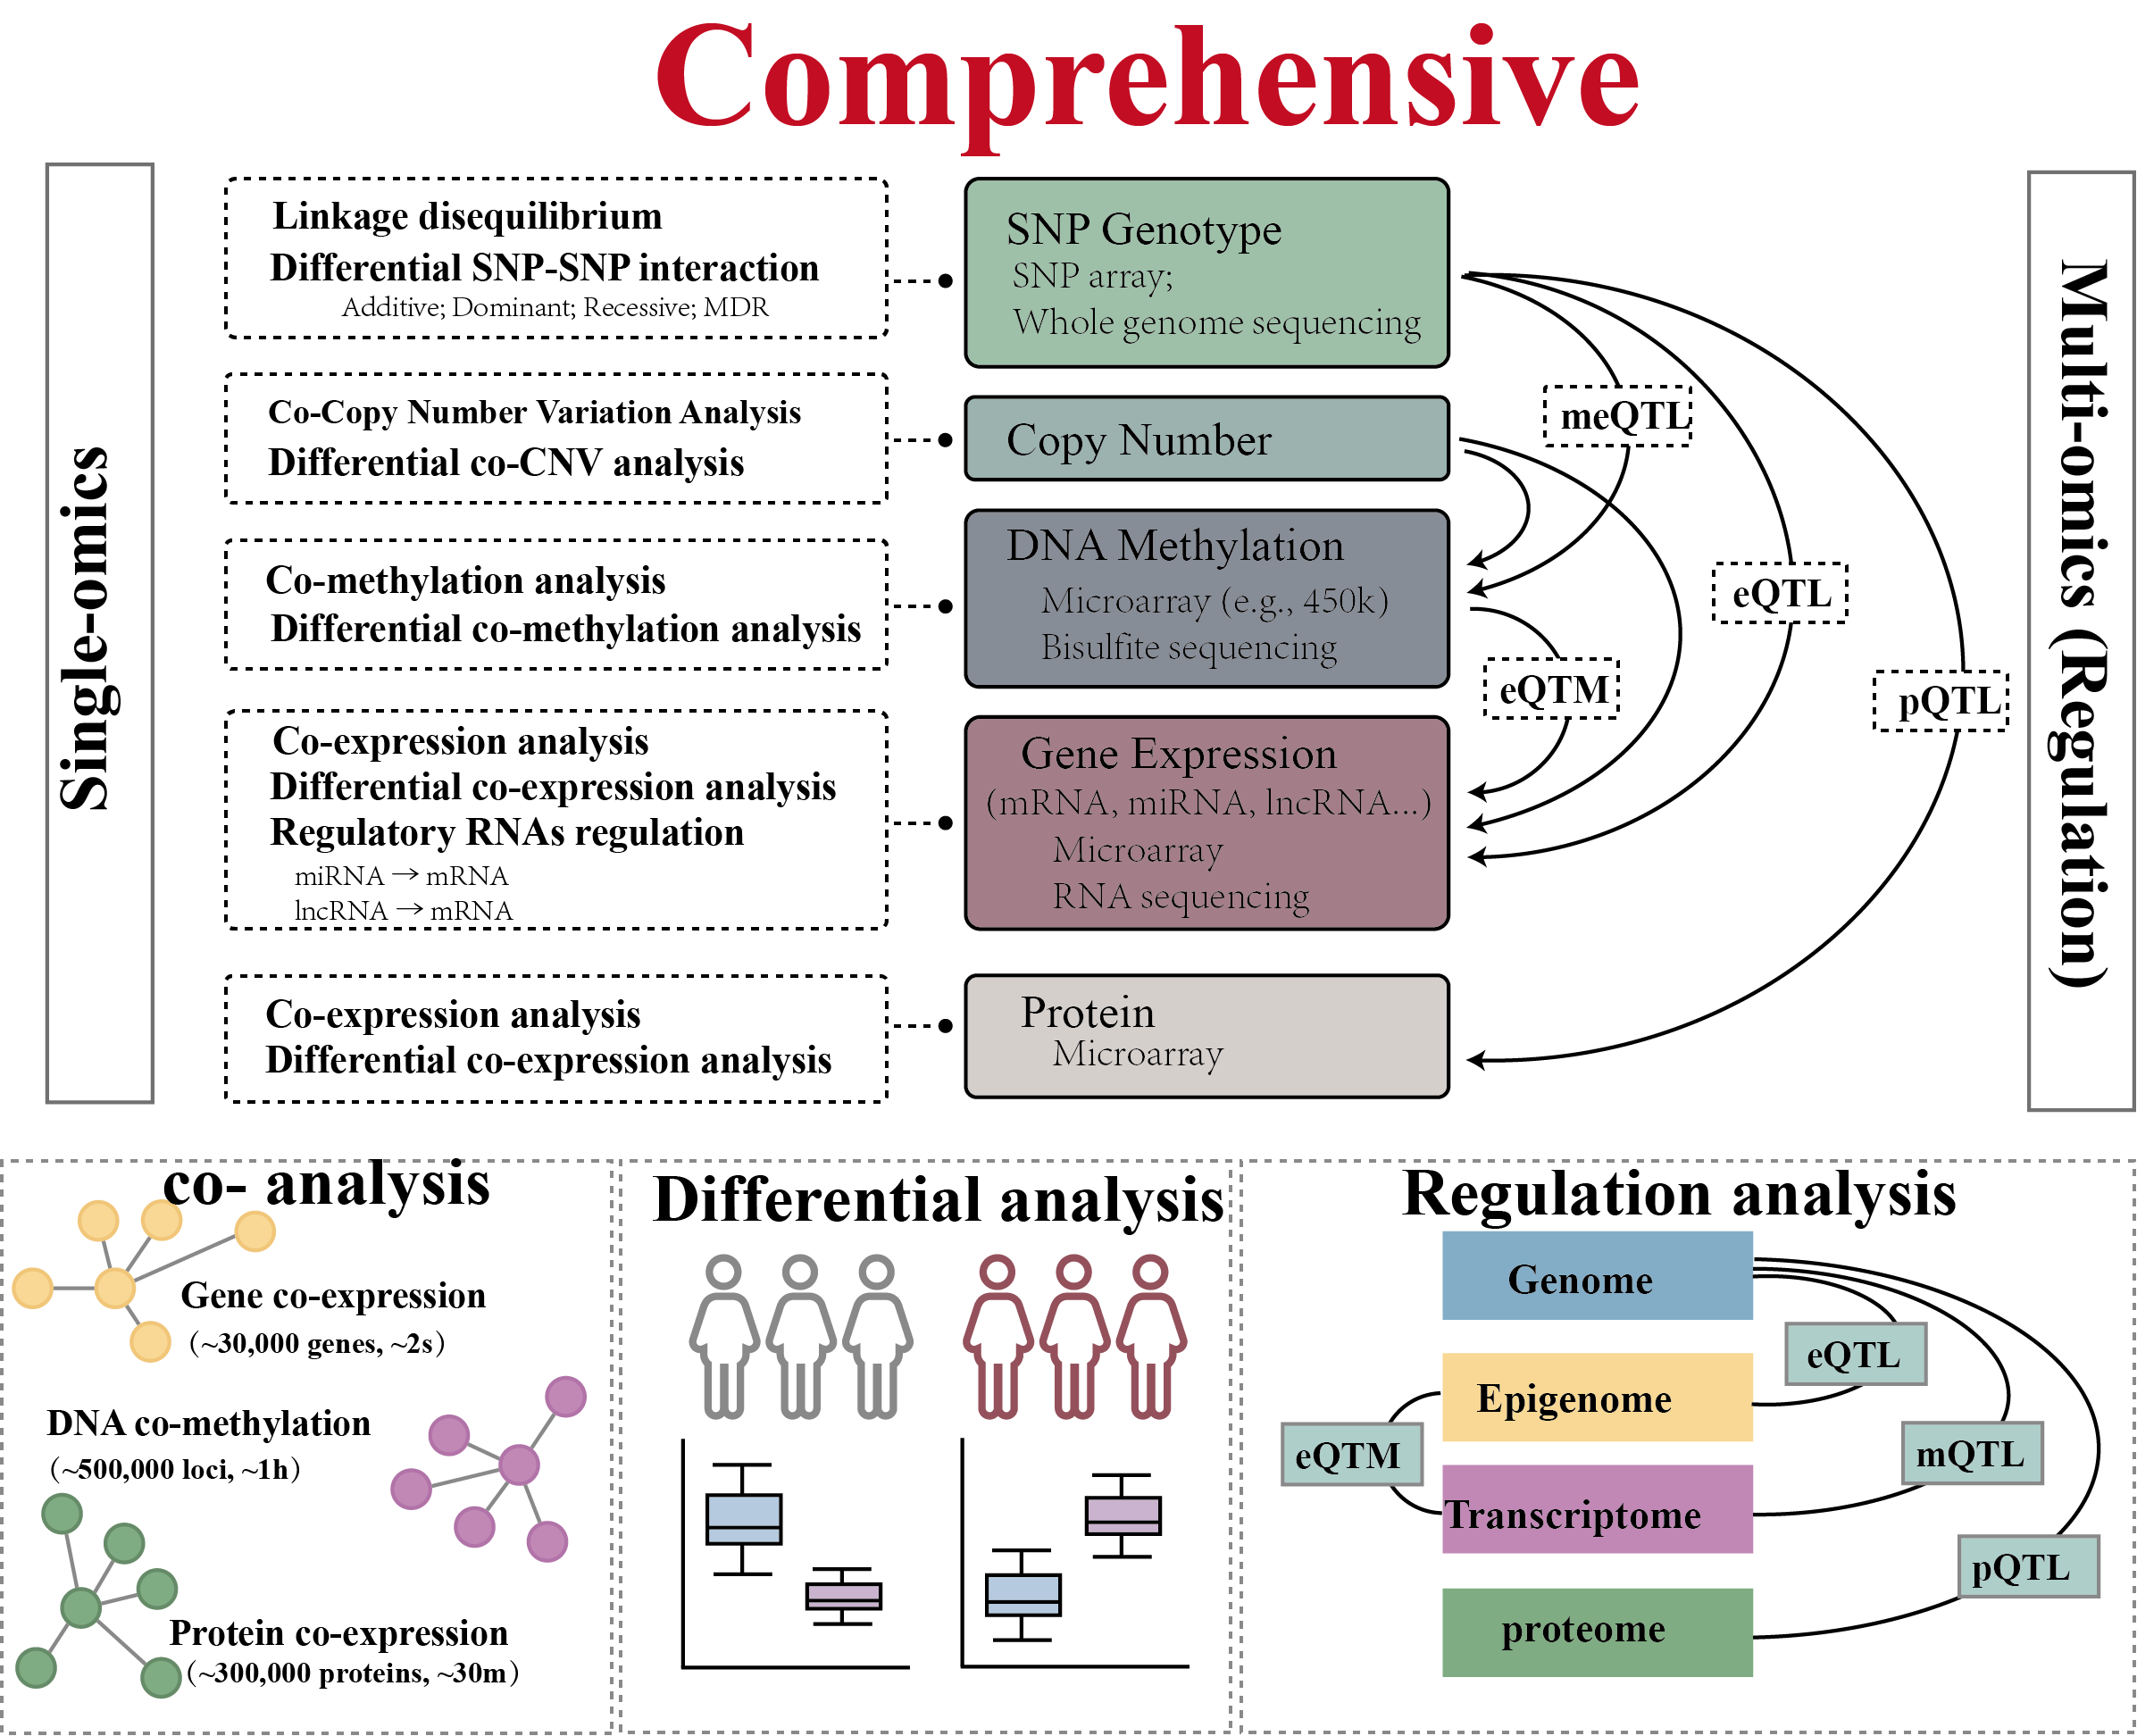 Comprehensive
Single-omics
Linkage disequilibrium
Differential SNP-SNP interaction
Additive; Dominant; Recessive; MDR
Co-Copy Number Variation Analysis
Differential co-CNV analysis
Co-methylation analysis
Differential co-methylation analysis
Co-expression analysis
Differential co-expression analysis
Regulatory RNAs regulation
miRNA → mRNA
lncRNA → mRNA
Co-expression analysis
Differential co-expression analysis
SNP Genotype
SNP array;
Whole genome sequencing
Copy Number
DNA Methylation
Microarray (e.g., 450k)
Bisulfite sequencing
Gene Expression
(mRNA, miRNA, lncRNA...)
Microarray
RNA sequencing
Protein
Microarray
meQTL
eQTL
eQTM
pQTL
Multi-omics (Regulation)
co- analysis
Gene co-expression
(~30,000 genes, ~2s)
DNA co-methylation
(~500,000 loci, ~1h)
Protein co-expression
(~300,000 proteins, ~30m)
Differential analysis
Regulation analysis
Genome
Epigenome
Transcriptome
proteome
eQTL
eQTM
mQTL
pQTL